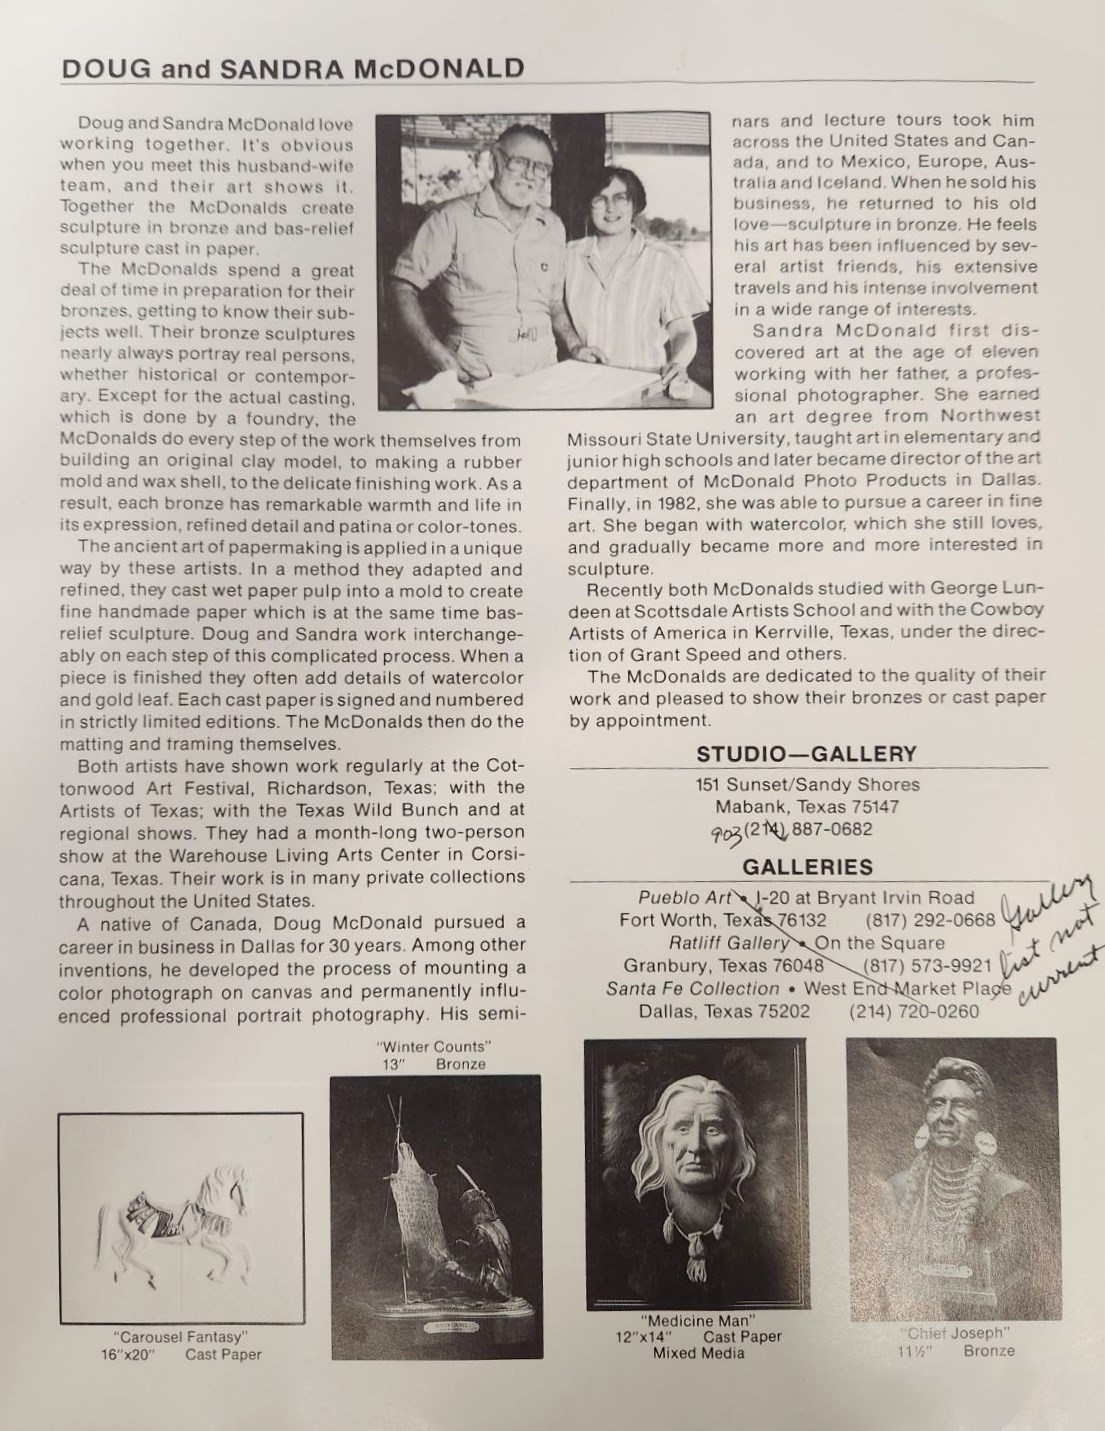 DOUG and SANDRA McDONALD
Doug and Sandra McDonald love
working together. It's obvious
when you meet this husband-wife
team, and their art shows it.
Together the McDonalds create
sculpture in bronze and bas-relief
sculpture cast in paper.
The McDonalds spend a great
deal of time in preparation for their
bronzes, getting to know their sub-
jects well. Their bronze sculptures
nearly always portray real persons,
whether historical or contempor-
ary. Except for the actual casting,
which is done by a foundry, the
McDonalds do every step of the work themselves from
building an original clay model, to making a rubber
mold and wax shell, to the delicate finishing work. As a
result, each bronze has remarkable warmth and life in
its expression, refined detail and patina or color-tones.
The ancient art of papermaking is applied in a unique
way by these artists. In a method they adapted and
refined, they cast wet paper pulp into a mold to create
fine handmade paper which is at the same time bas-
relief sculpture. Doug and Sandra work interchange-
ably on each step of this complicated process. When a
piece is finished they often add details of watercolor
and gold leaf. Each cast paper is signed and numbered
in strictly limited editions. The McDonalds then do the
matting and framing themselves.
Both artists have shown work regularly at the Cot-
tonwood Art Festival, Richardson, Texas; with the
Artists of Texas; with the Texas Wild Bunch and at
regional shows. They had a month-long two-person
show at the Warehouse Living Arts Center in Corsi-
cana, Texas. Their work is in many private collections
throughout the United States.
A native of Canada, Doug McDonald pursued a
career in business in Dallas for 30 years. Among other
inventions, he developed the process of mounting a
color photograph on canvas and permanently influ-
enced professional portrait photography. His semi-
nars and lecture tours took him
across the United States and Can-
ada, and to Mexico, Europe, Aus-
tralia and Iceland. When he sold his
business, he returned to his old
love—sculpture in bronze. He feels
his art has been influenced by sev-
eral artist friends, his extensive
travels and his intense involvement
in a wide range of interests.
Sandra McDonald first dis-
covered art at the age of eleven
working with her father, a profes-
sional photographer. She earned
an art degree from Northwest
Missouri State University, taught art in elementary and
junior high schools and later became director of the art
department of McDonald Photo Products in Dallas.
Finally, in 1982, she was able to pursue a career in fine
art. She began with watercolor, which she still loves,
and gradually became more and more interested in
sculpture.
Recently both McDonalds studied with George Lun-
deen at Scottsdale Artists School and with the Cowboy
Artists of America in Kerrville, Texas, under the direc-
tion of Grant Speed and others.
The McDonalds are dedicated to the quality of their
work and pleased to show their bronzes or cast paper
by appointment.
STUDIO—GALLERY
151 Sunset/Sandy Shores
Mabank, Texas 75147
903 (214) 887-0682
GALLERIES
Pueblo Art • I-20 at Bryant Irvin Road
Fort Worth, Texas 76132 (817) 292-0668
Ratliff Gallery • On the Square
Granbury, Texas 76048 (817) 573-9921
Santa Fe Collection • West End Market Place
Dallas, Texas 75202 (214) 720-0260
Gallery
list not
current
"Winter Counts"
13" Bronze
"Carousel Fantasy"
16"x20" Cast Paper
"Medicine Man"
12"x14" Cast Paper
Mixed Media
"Chief Joseph"
11½" Bronze